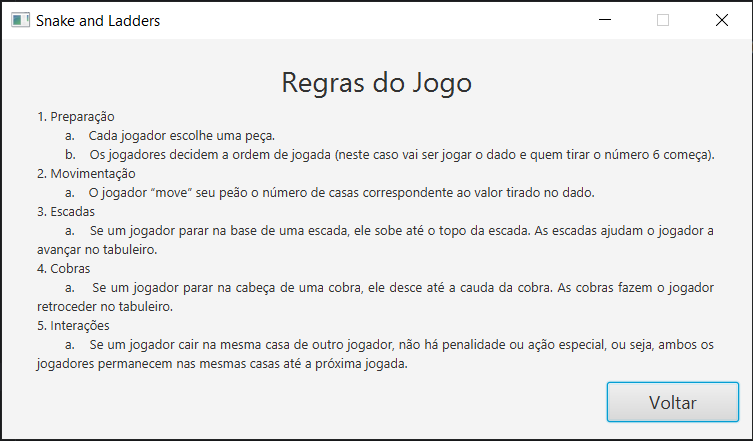 Snake and Ladders
Regras do Jogo
1. Preparação
a. Cada jogador escolhe uma peça.
b. Os jogadores decidem a ordem de jogada (neste caso vai ser jogar o dado e quem tirar o número 6 começa).
2. Movimentação
a. O jogador “move” seu peão o número de casas correspondente ao valor tirado no dado.
3. Escadas
a. Se um jogador parar na base de uma escada, ele sobe até o topo da escada. As escadas ajudam o jogador a
avançar no tabuleiro.
4. Cobras
a. Se um jogador parar na cabeça de uma cobra, ele desce até a cauda da cobra. As cobras fazem o jogador
retroceder no tabuleiro.
5. Interações
a. Se um jogador cair na mesma casa de outro jogador, não há penalidade ou ação especial, ou seja, ambos os
jogadores permanecem nas mesmas casas até a próxima jogada.
Voltar